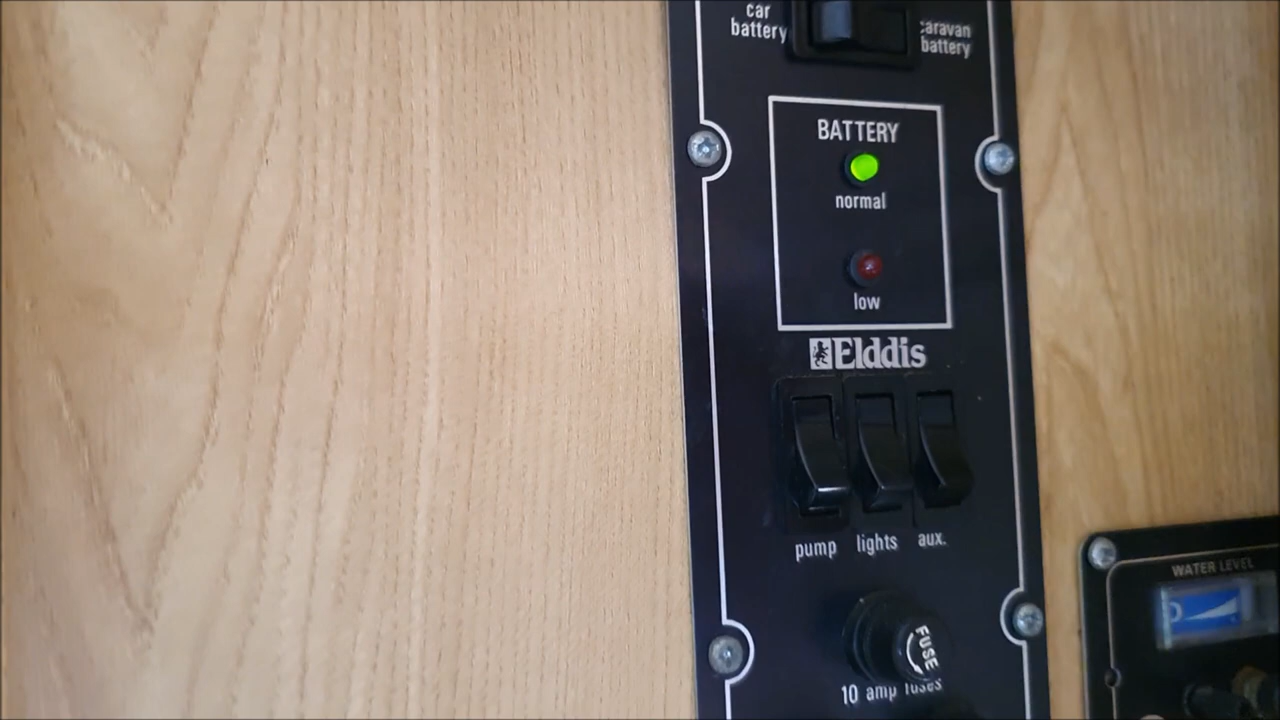 car
battery
caravan
battery
BATTERY
normal
low
Elddis
pump lights aux.
FUSE
10 amp fuses
WATER LEVEL